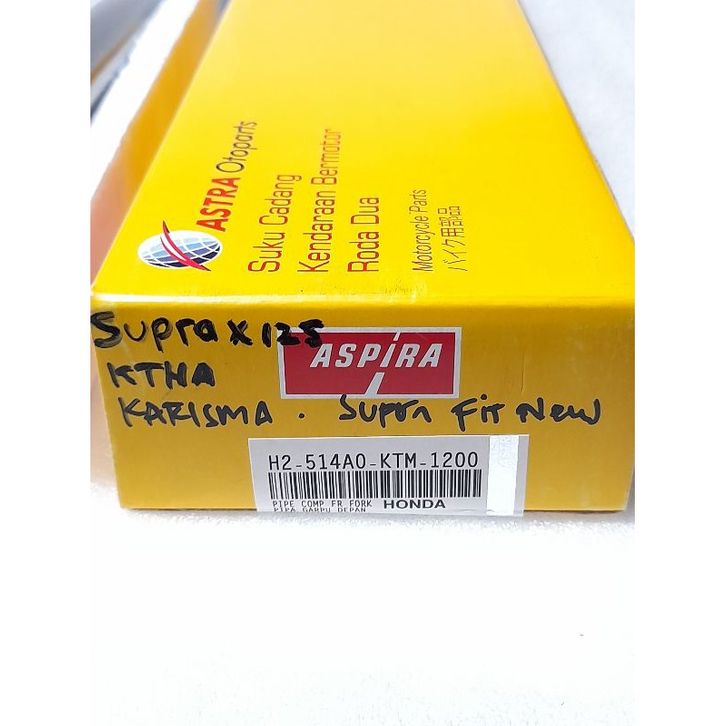 ASTRA Otoparts
Suku Cadang
Kendaraan Bermotor
Roda Dua
Motorcycle Parts
バイク用部品
Supra X 125
KTHA
KARISMA . Supra Fit New
ASPIRA
H2-514A0-KTM-1200
PIPE COMP FR FORK HONDA
PIPA GARPU DEPAN